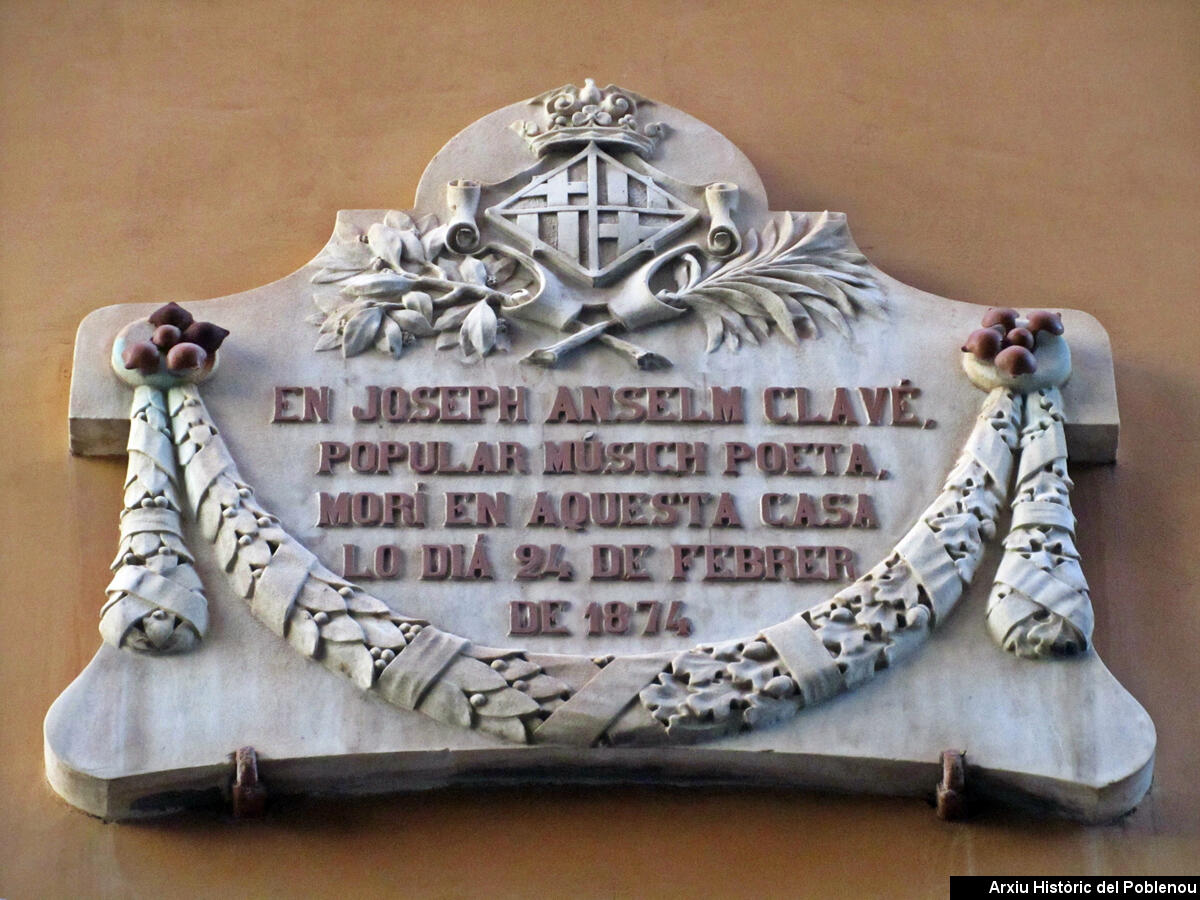 EN JOSEPH ANSELM CLAVÉ,
POPULAR MÚSICH POETA,
MORÍ EN AQUESTA CASA
LO DIÁ 24 DE FEBRER
DE 1874
Arxiu Històric del Poblenou